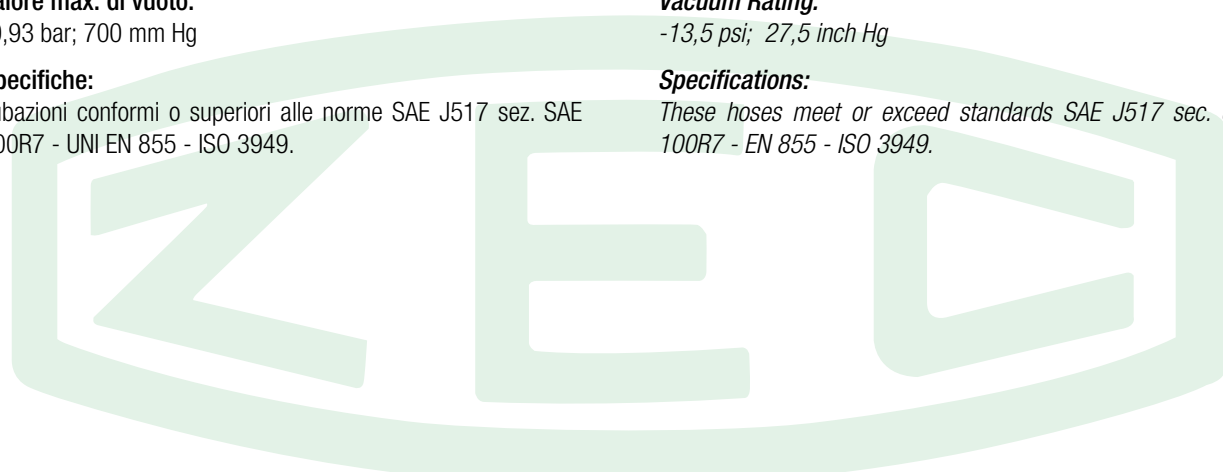 alore max. di vuoto:
0,93 bar; 700 mm Hg
pecifiche:
ubazioni conformi o superiori alle norme SAE J517 sez. SAE
00R7 - UNI EN 855 - ISO 3949.
Vacuum Rating:
-13,5 psi; 27,5 inch Hg
Specifications:
These hoses meet or exceed standards SAE J517 sec.
100R7 - EN 855 - ISO 3949.
ZEC